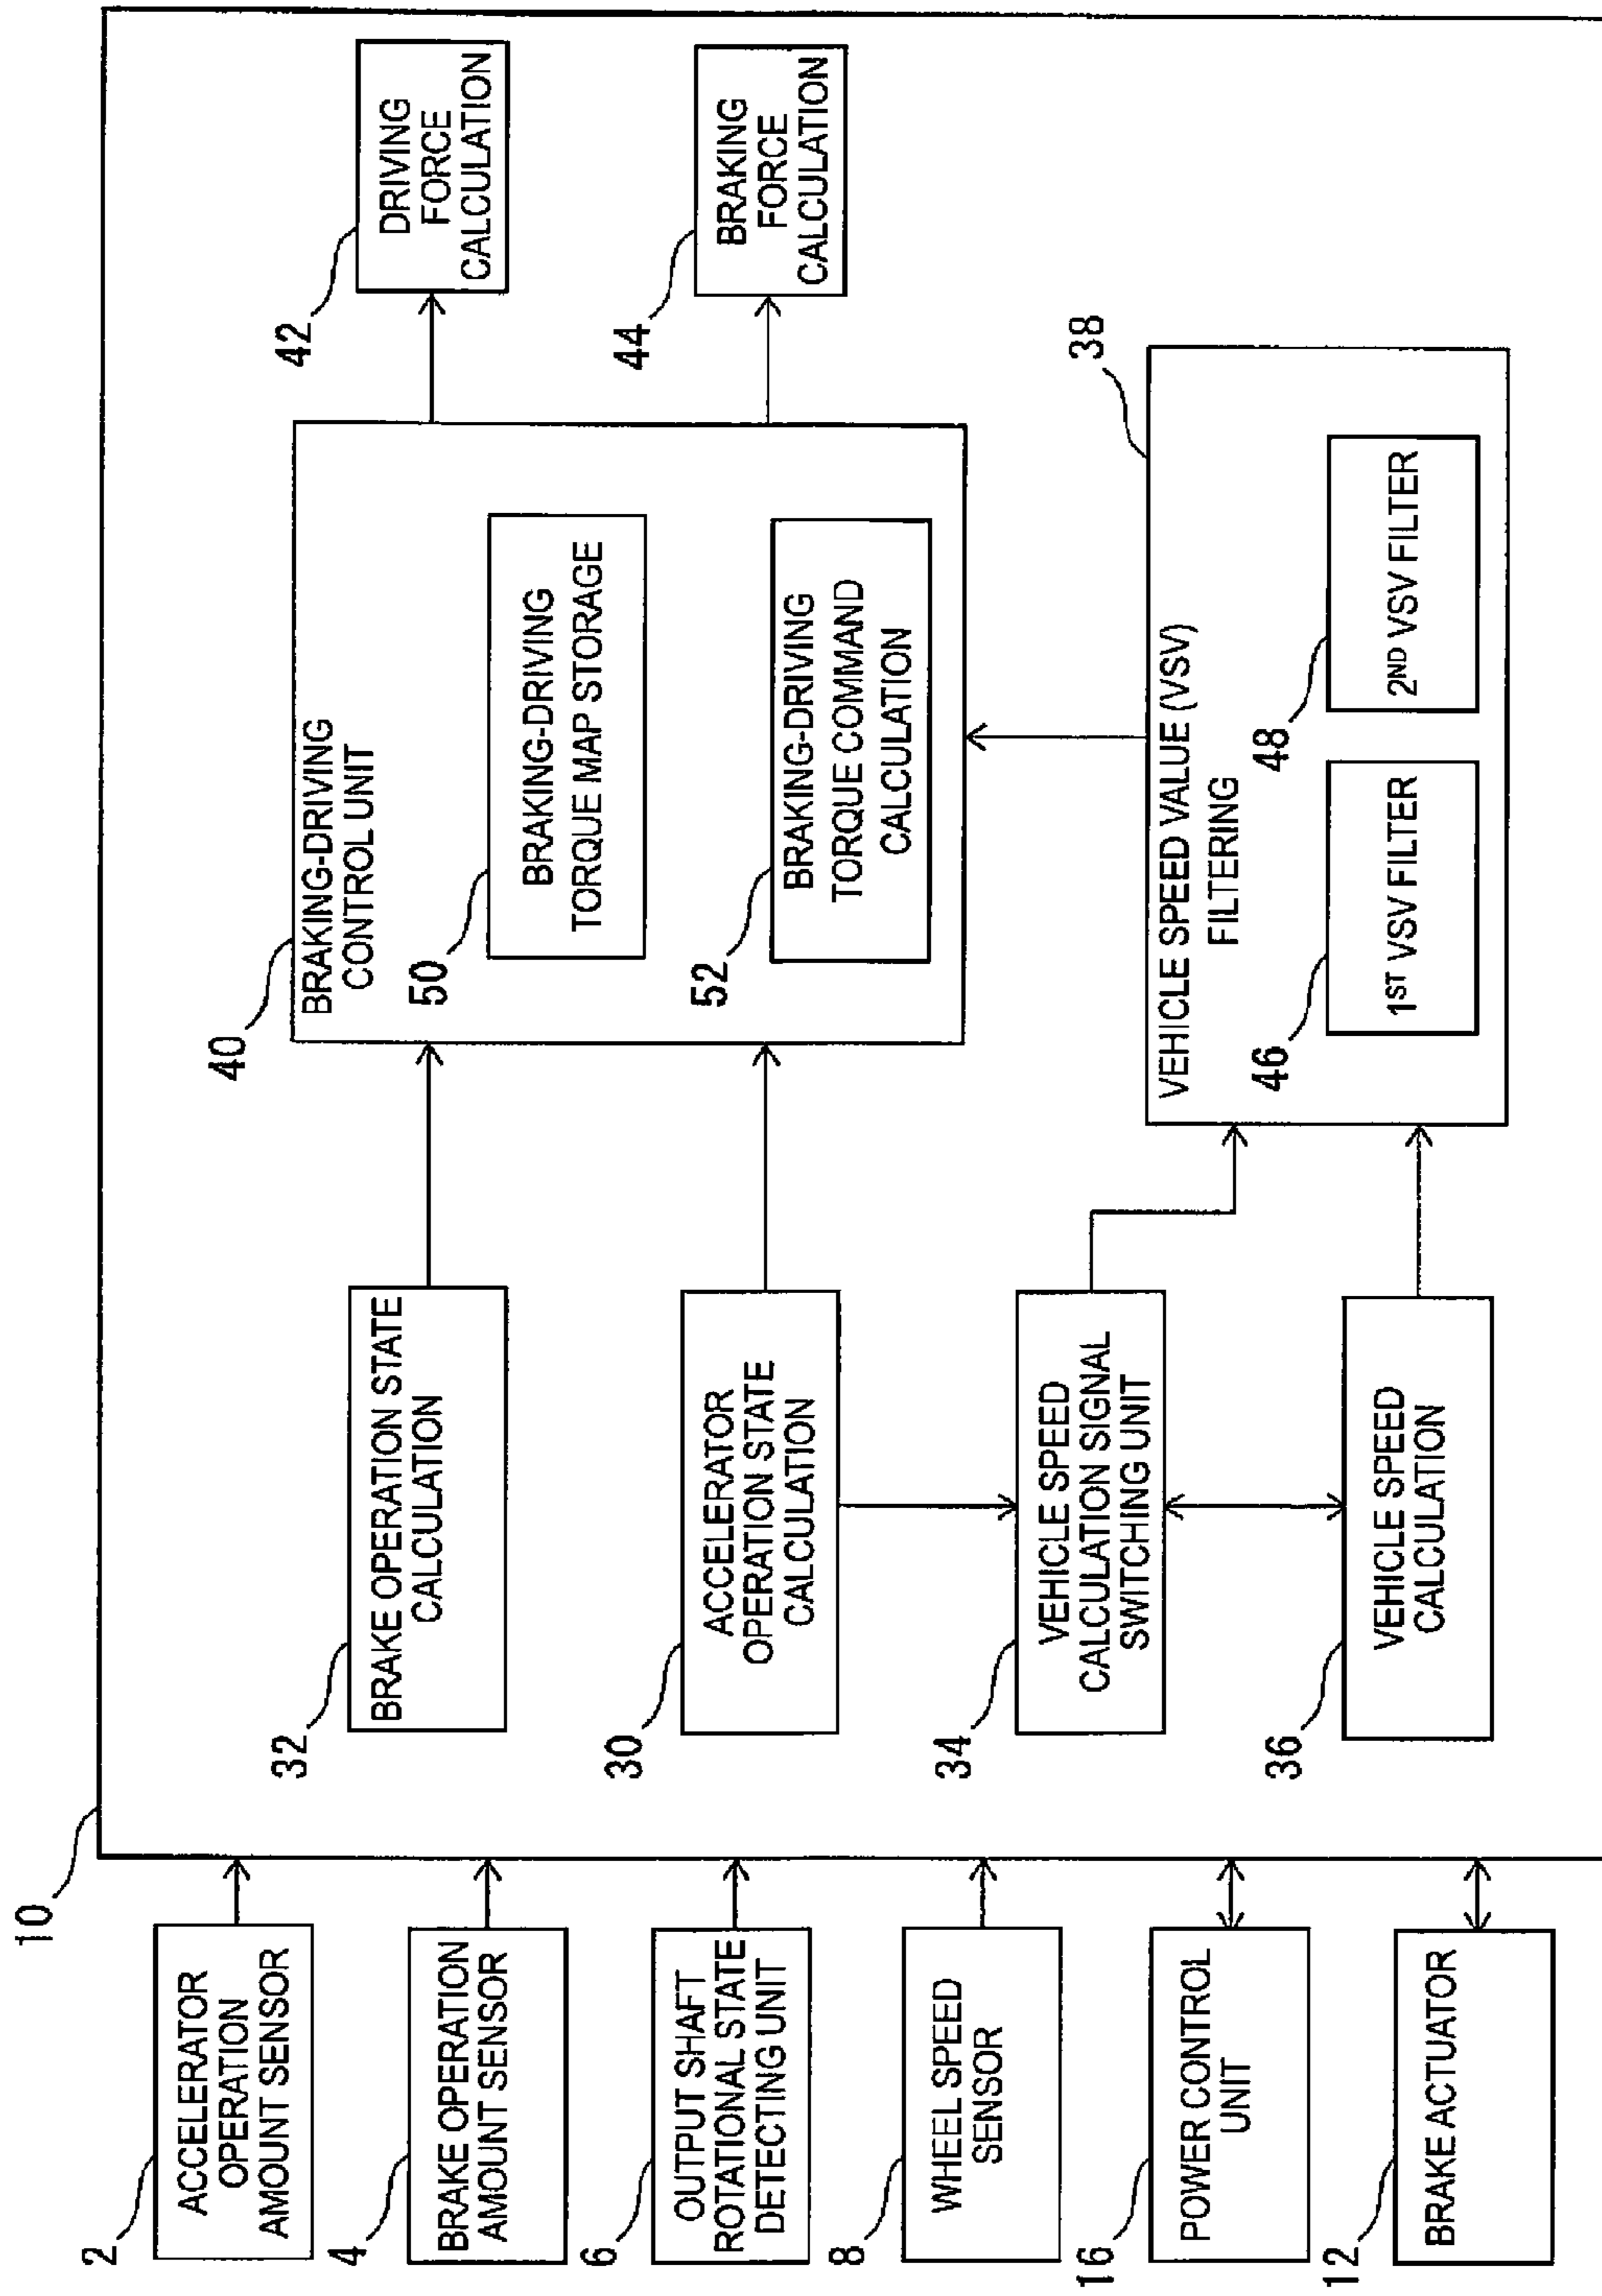 10
2
ACCELERATOR
OPERATION
AMOUNT SENSOR
4
BRAKE OPERATION
AMOUNT SENSOR
6
OUTPUT SHAFT
ROTATIONAL STATE
DETECTING UNIT
8
WHEEL SPEED
SENSOR
16
POWER CONTROL
UNIT
12
BRAKE ACTUATOR
32
BRAKE OPERATION STATE
CALCULATION
30
ACCELERATOR
OPERATION STATE
CALCULATION
34
VEHICLE SPEED
CALCULATION SIGNAL
SWITCHING UNIT
36
VEHICLE SPEED
CALCULATION
40
BRAKING-DRIVING
CONTROL UNIT
50
BRAKING-DRIVING
TORQUE MAP STORAGE
52
BRAKING-DRIVING
TORQUE COMMAND
CALCULATION
38
VEHICLE SPEED VALUE (VSV)
FILTERING
46
1ST VSV FILTER
48
2ND VSV FILTER
42
DRIVING
FORCE
CALCULATION
44
BRAKING
FORCE
CALCULATION